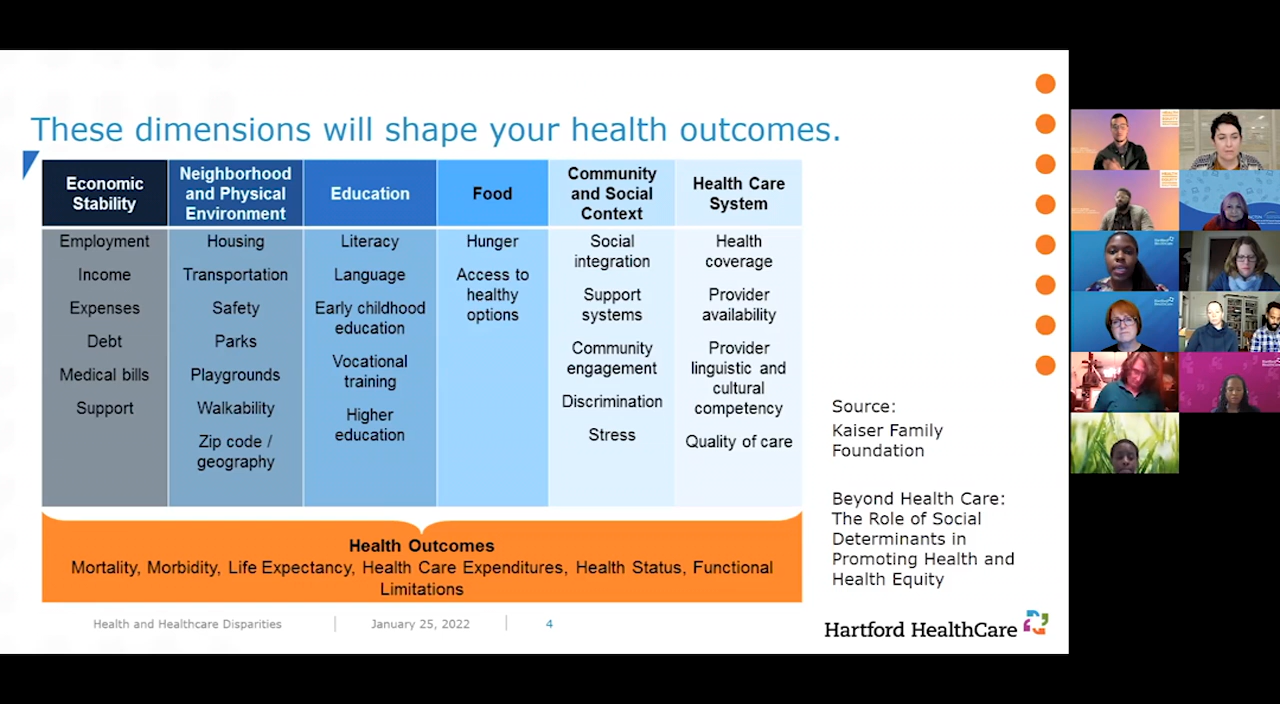 These dimensions will shape your health outcomes.
Economic
Stability
Employment
Income
Expenses
Debt
Medical bills
Support
Neighborhood
and Physical
Environment
Housing
Transportation
Safety
Parks
Playgrounds
Walkability
Zip code /
geography
Education
Literacy
Language
Early childhood
education
Vocational
training
Higher
education
Food
Hunger
Access to
healthy
options
Community
and Social
Context
Social
integration
Support
systems
Community
engagement
Discrimination
Stress
Health Care
System
Health
coverage
Provider
availability
Provider
linguistic and
cultural
competency
Quality of care
Health Outcomes
Mortality, Morbidity, Life Expectancy, Health Care Expenditures, Health Status, Functional
Limitations
Source:
Kaiser Family
Foundation
Beyond Health Care:
The Role of Social
Determinants in
Promoting Health and
Health Equity
Health and Healthcare Disparities
January 25, 2022
4
Hartford HealthCare